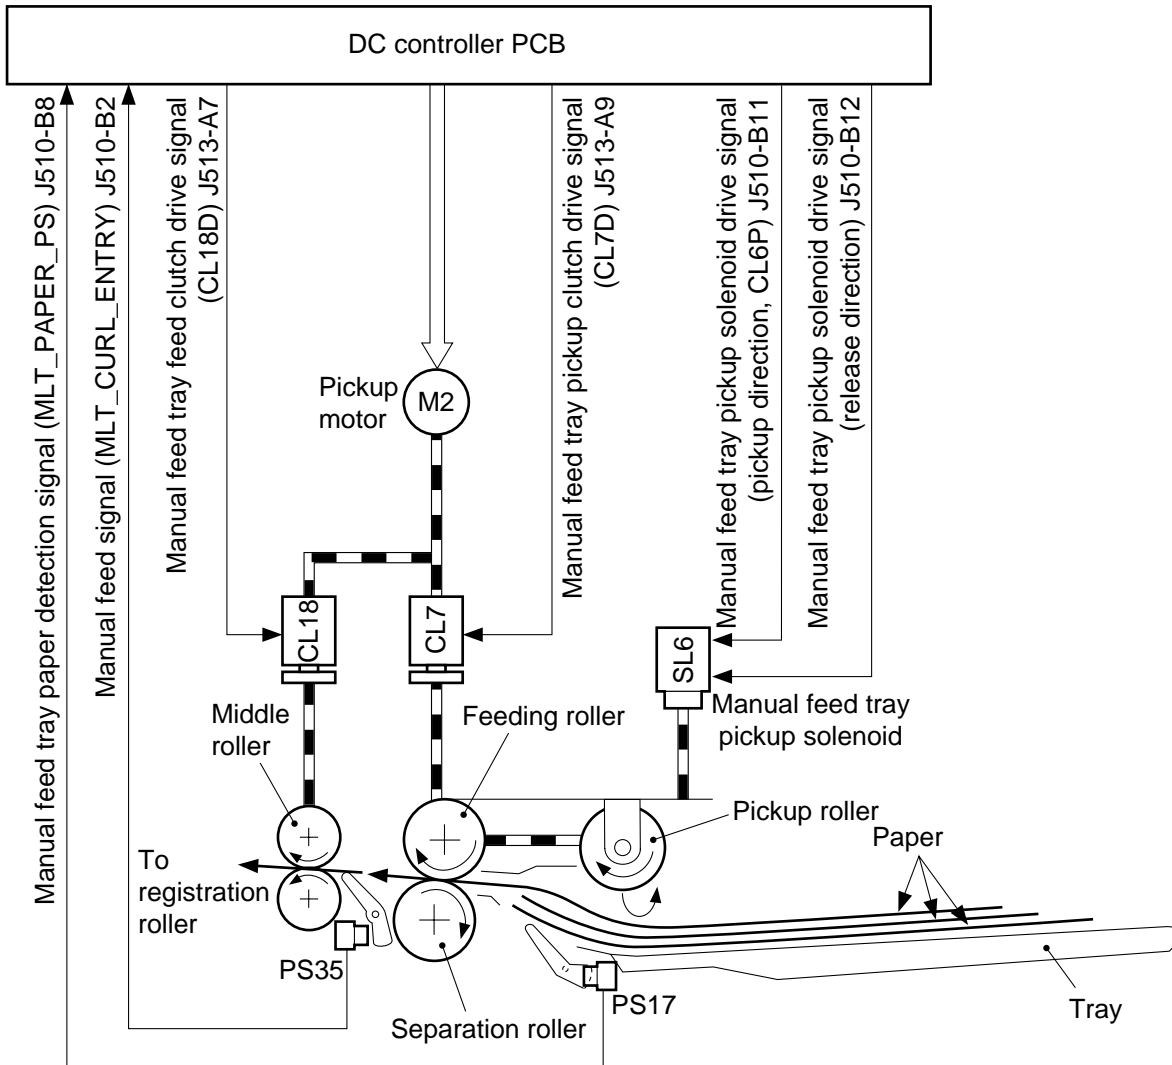 DC controller PCB
Manual feed tray paper detection signal (MLT_PAPER_PS) J510-B8
Manual feed signal (MLT_CURL_ENTRY) J510-B2
Manual feed tray feed clutch drive signal
(CL18D) J513-A7
Manual feed tray pickup clutch drive signal
(CL7D) J513-A9
Manual feed tray pickup solenoid drive signal
(pickup direction, CL6P) J510-B11
Manual feed tray pickup solenoid drive signal
(release direction) J510-B12
Pickup
motor
M2
CL18
CL7
SL6
Manual feed tray
pickup solenoid
Middle
roller
Feeding roller
Pickup roller
Paper
To
registration
roller
PS35
PS17
Separation roller
Tray